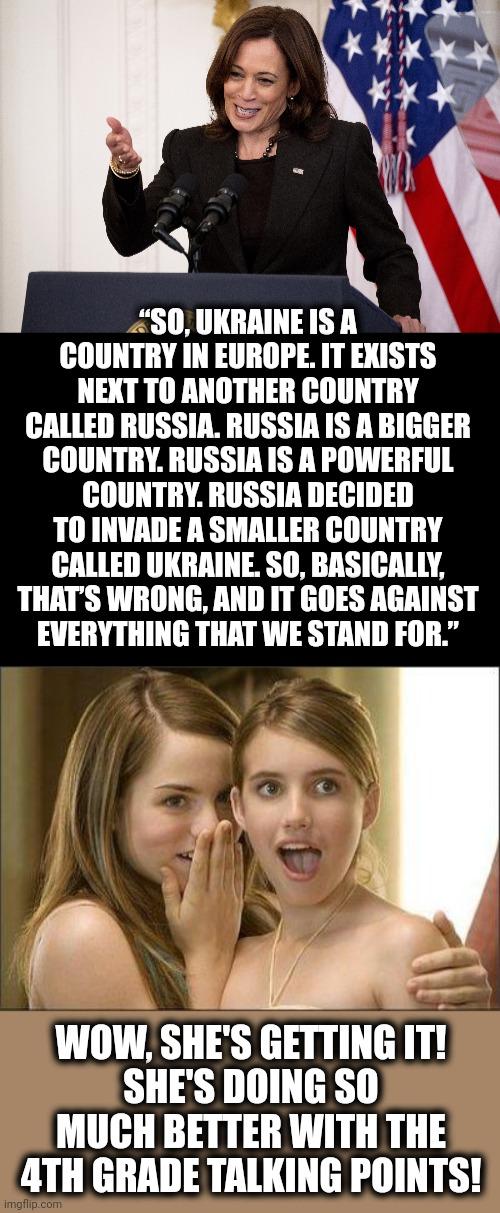 “SO, UKRAINE IS A
COUNTRY IN EUROPE. IT EXISTS
NEXT TO ANOTHER COUNTRY
CALLED RUSSIA. RUSSIA IS A BIGGER
COUNTRY. RUSSIA IS A POWERFUL
COUNTRY. RUSSIA DECIDED
TO INVADE A SMALLER COUNTRY
CALLED UKRAINE. SO, BASICALLY,
THAT’S WRONG, AND IT GOES AGAINST
EVERYTHING THAT WE STAND FOR.”
WOW, SHE'S GETTING IT!
SHE'S DOING SO
MUCH BETTER WITH THE
4TH GRADE TALKING POINTS!
imgflip.com